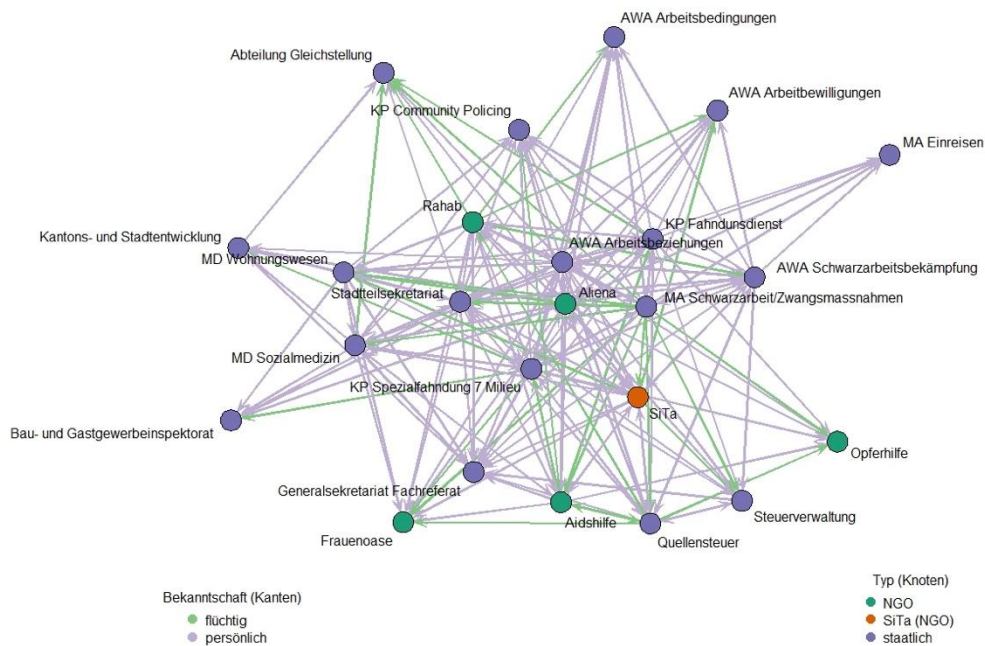 AWA Arbeitsbedingungen
Abteilung Gleichstellung
AWA Arbeitbewilligungen
KP Community Policing
MA Einreisen
Rahab
KP Fahndunsdienst
Kantons- und Stadtentwicklung
AWA Arbeitsbeziehungen
MD Wohnungswesen
AWA Schwarzarbeitsbekämpfung
Stadtteilsekretariat
Aliena
MA Schwarzarbeit/Zwangsmassnahmen
MD Sozialmedizin
KP Spezialfahndung 7 Milieu
SiTa
Bau- und Gastgewerbeinspektorat
Opferhilfe
Generalsekretariat Fachreferat
Steuerverwaltung
Aidshilfe
Frauenoase
Quellensteuer
Bekanntschaft (Kanten)
flüchtig
persönlich
Typ (Knoten)
NGO
SiTa (NGO)
staatlich